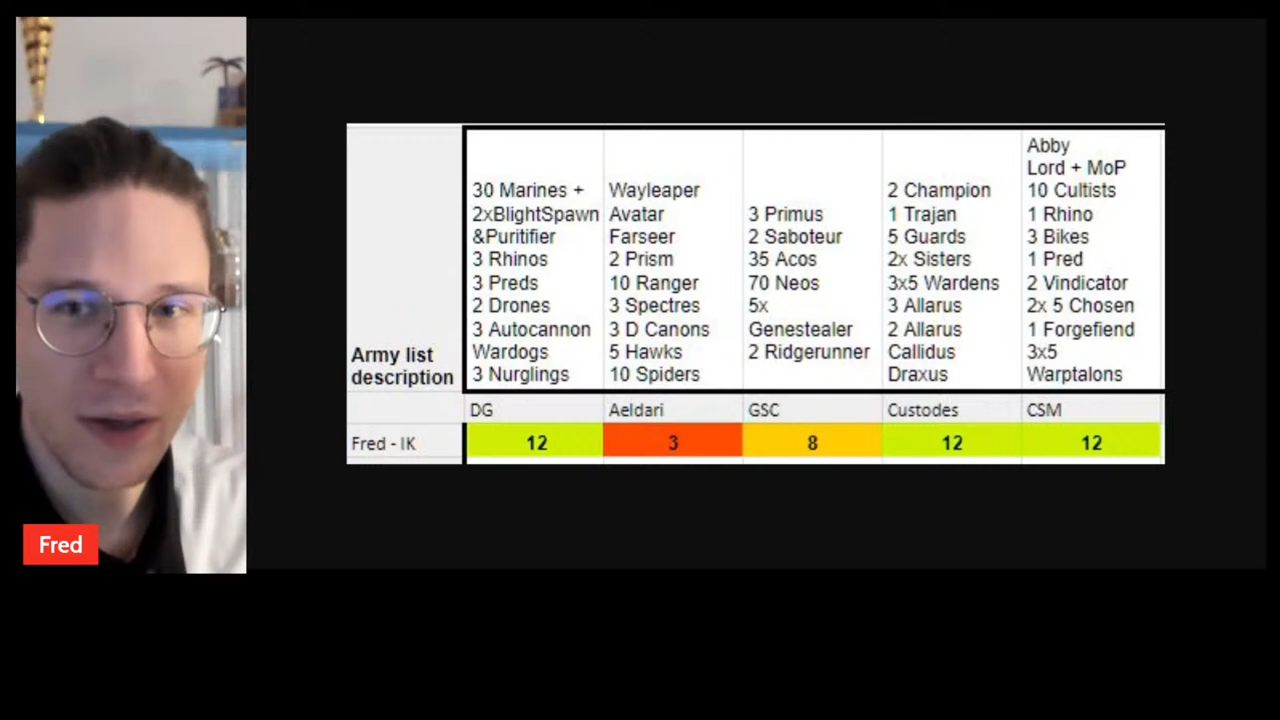 Army list
description
30 Marines +
2xBlightSpawn
&Puritifier
3 Rhinos
3 Preds
2 Drones
3 Autocannon
Wardogs
3 Nurglings
Wayleaper
Avatar
Farseer
2 Prism
10 Ranger
3 Spectres
3 D Canons
5 Hawks
10 Spiders
3 Primus
2 Saboteur
35 Acos
70 Neos
5x
Genestealer
2 Ridgerunner
2 Champion
1 Trajan
5 Guards
2x Sisters
3x5 Wardens
3 Allarus
2 Allarus
Callidus
Draxus
Abby
Lord + MoP
10 Cultists
1 Rhino
3 Bikes
1 Pred
2 Vindicator
2x 5 Chosen
1 Forgefiend
3x5
Warptalons
DG Aeldari GSC Custodes CSM
Fred - IK 12 3 8 12 12
Fred